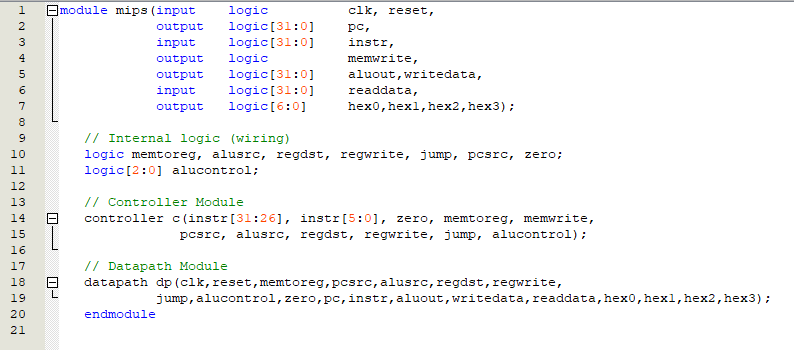 1 module mips(input logic clk, reset,
2 output logic[31:0] pc,
3 input logic[31:0] instr,
4 output logic memwrite,
5 output logic[31:0] aluout,writedata,
6 input logic[31:0] readdata,
7 output logic[6:0] hex0,hex1,hex2,hex3);
8
9 // Internal logic (wiring)
10 logic memtoreg, alusrc, regdst, regwrite, jump, pcsrc, zero;
11 logic[2:0] alucontrol;
12
13 // Controller Module
14 controller c(instr[31:26], instr[5:0], zero, memtoreg, memwrite,
15 pcsrc, alusrc, regdst, regwrite, jump, alucontrol);
16
17 // Datapath Module
18 datapath dp(clk,reset,memtoreg,pcsrc,alusrc,regdst,regwrite,
19 jump,alucontrol,zero,pc,instr,aluout,writedata,readdata,hex0,hex1,hex2,hex3);
20 endmodule
21